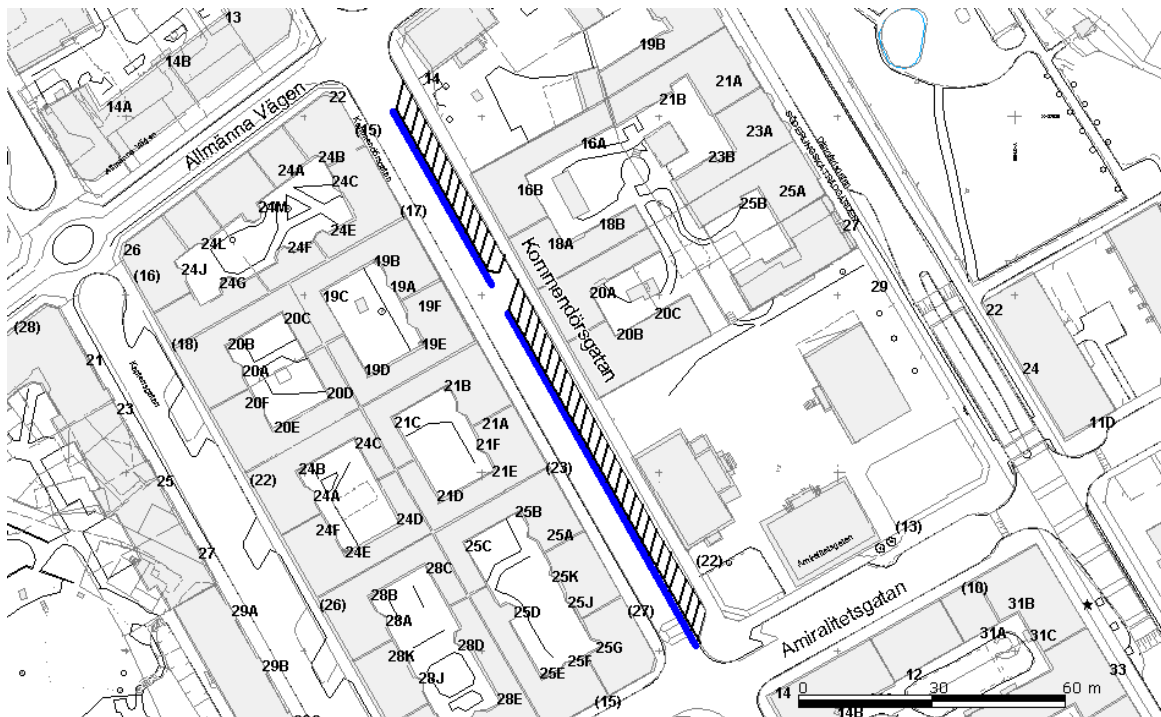 13
14B
14A
Allmänna Vägen
22
(15)
14
19B
21A
21B
23A
16A
23B
24B
24A
24C
16B
25A
25B
24M
(17)
18B
24E
24L
24F
18A
27
26
(16)
24J
24G
19B
19A
19C
19F
20A
20C
20B
29
22
Kommendörsgatan
(28)
20C
20B
(18)
19E
21
20A
19D
24
Kaptensgatan
20F
20D
21B
23
20E
21C
21A
11D
24C
21F
24B
21E
(23)
25
(22)
24A
21D
25B
24F
24D
25A
(13)
24E
25C
Amiralitetsgatan
27
28C
25K
(22)
28B
25J
(10)
29A
(26)
28A
25D
(27)
31B
Amiralitetsgatan
31A
31C
28D
25G
28K
25F
29B
25E
33
28J
12
28E
(15)
14
0 30 60 m
14B